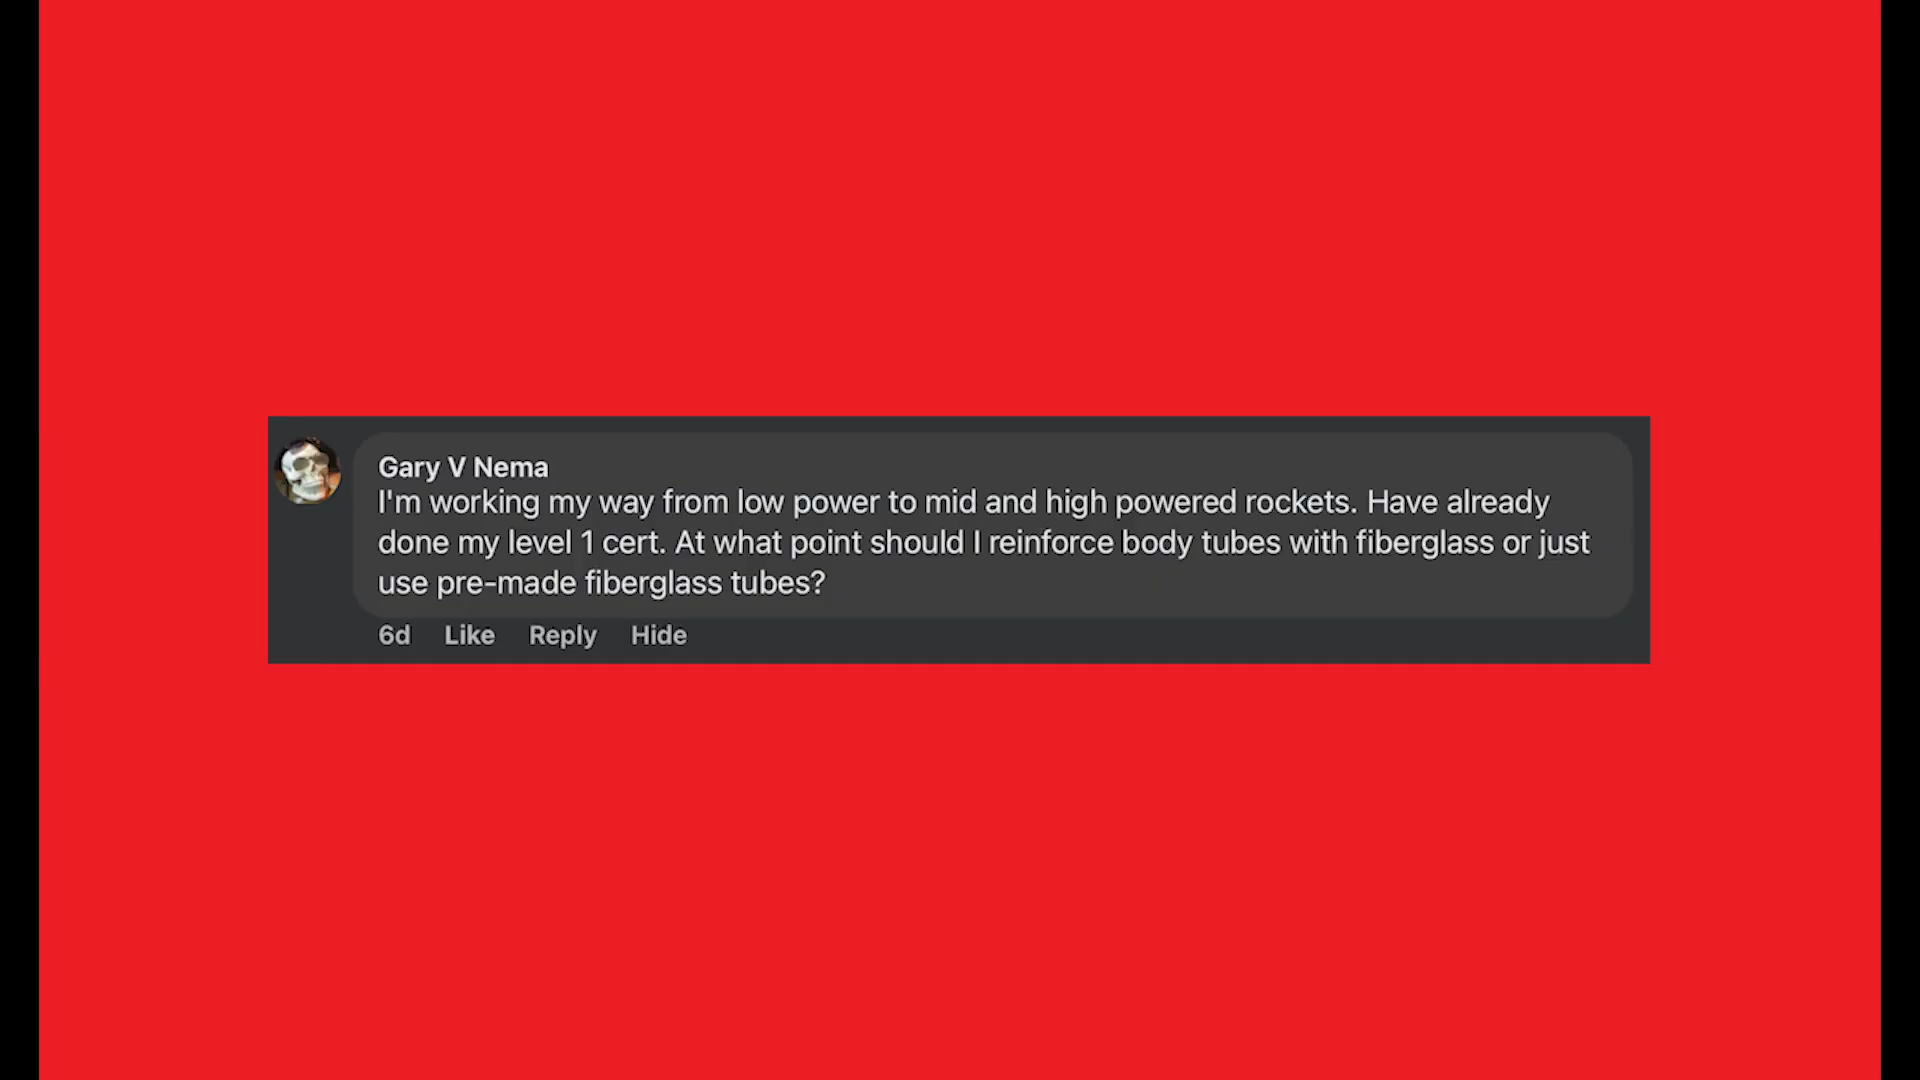 Gary V Nema
I'm working my way from low power to mid and high powered rockets. Have already
done my level 1 cert. At what point should I reinforce body tubes with fiberglass or just
use pre-made fiberglass tubes?
6d Like Reply Hide